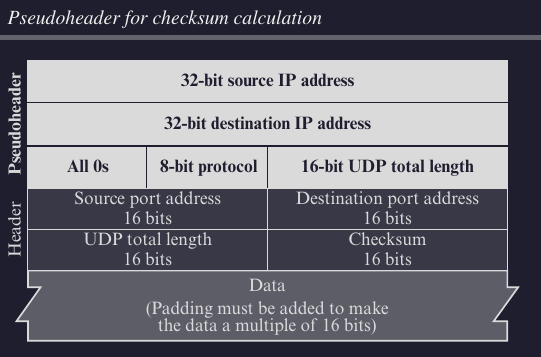 Pseudoheader for checksum calculation
Pseudoheader
32-bit source IP address
32-bit destination IP address
All 0s 8-bit protocol 16-bit UDP total length
Header
Source port address Destination port address
16 bits 16 bits
UDP total length Checksum
16 bits 16 bits
Data
(Padding must be added to make
the data a multiple of 16 bits)